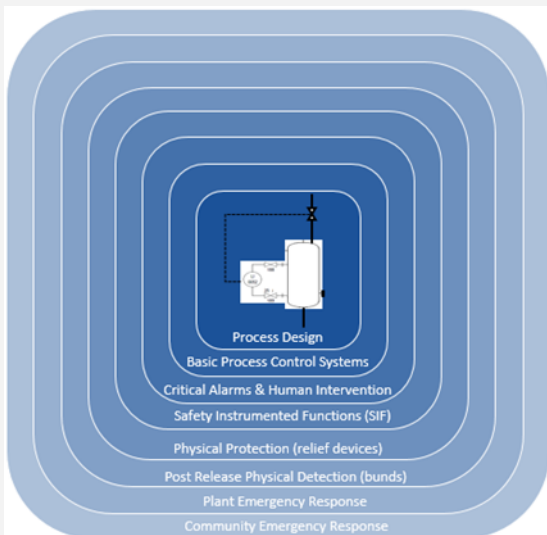 Process Design
Basic Process Control Systems
Critical Alarms & Human Intervention
Safety Instrumented Functions (SIF)
Physical Protection (relief devices)
Post Release Physical Detection (bunds)
Plant Emergency Response
Community Emergency Response